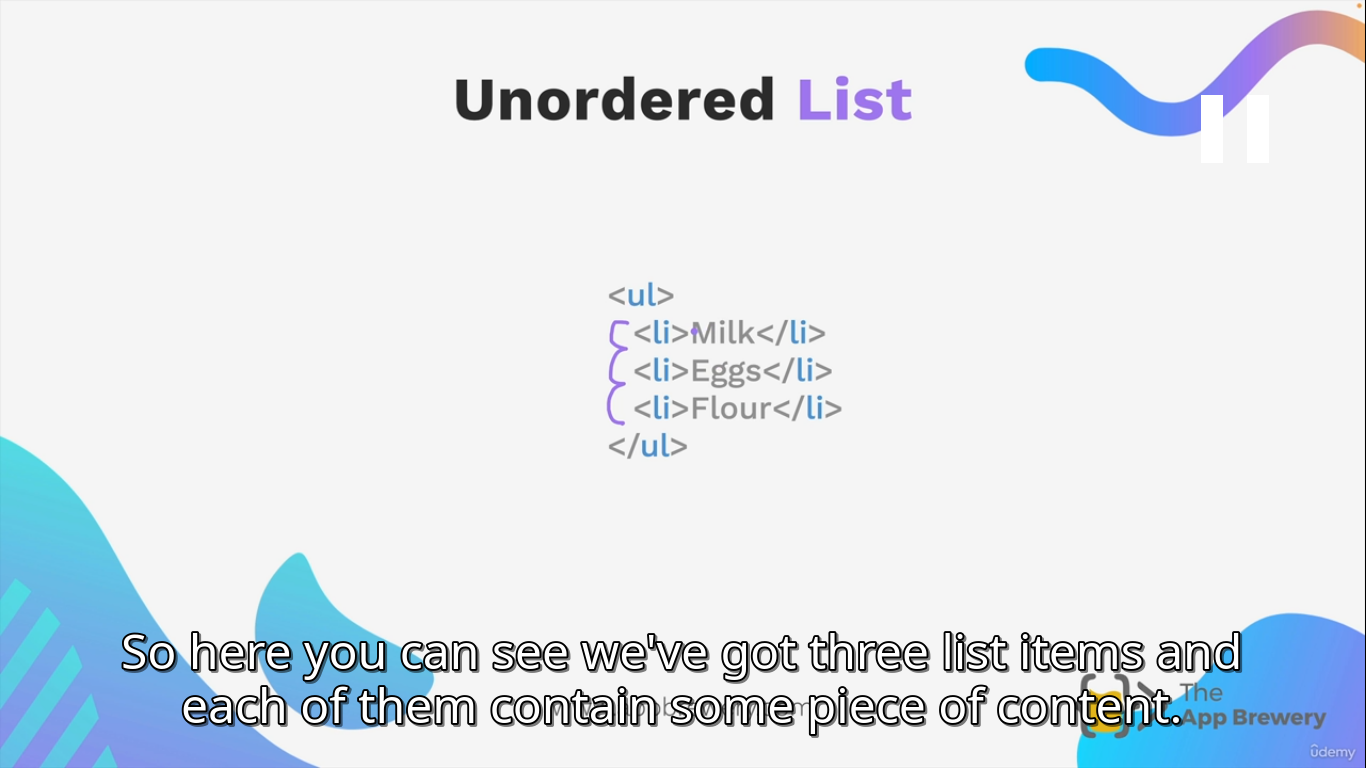 Unordered List
<ul>
<li>Milk</li>
<li>Eggs</li>
<li>Flour</li>
</ul>
So here you can see we've got three list items and
each of them contain some piece of content.
The
App Brewery
ûdemy